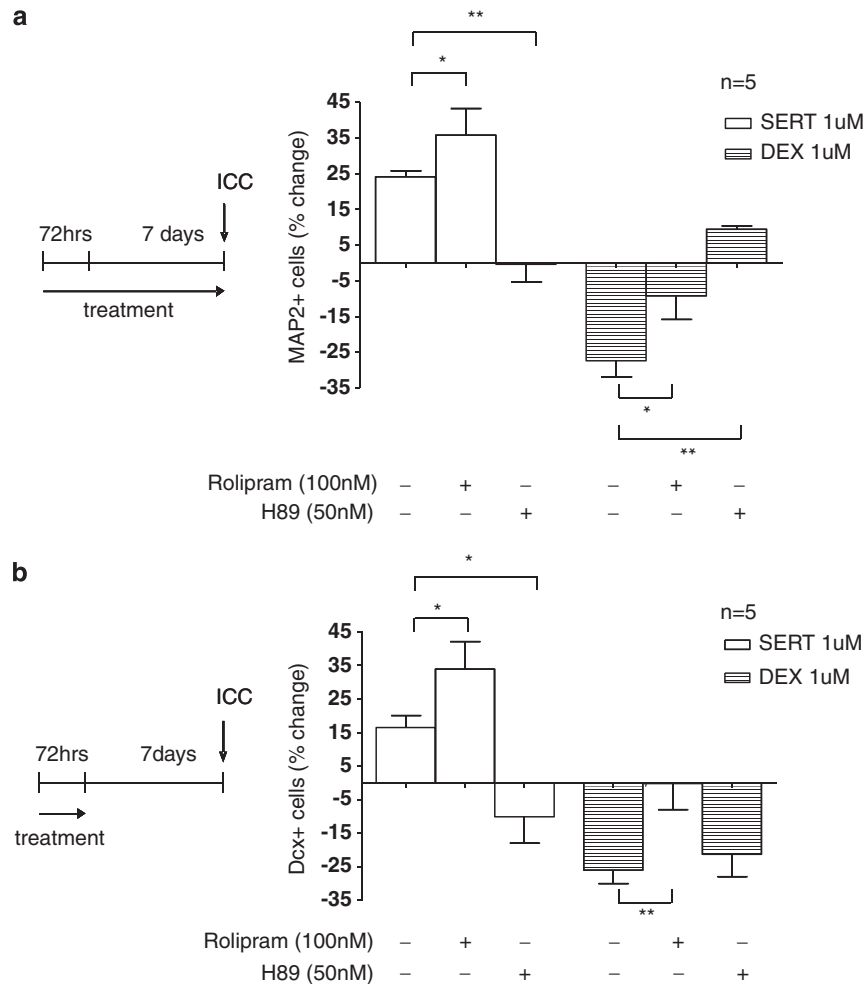 a
**
*
n=5
SERT 1uM
DEX 1uM
ICC
72hrs 7 days
treatment
MAP2+ cells (% change)
45
35
25
15
5
-5
-15
-25
-35
*
**
Rolipram (100nM) – + – – + –
H89 (50nM) – – + – – +
b
*
*
n=5
SERT 1uM
DEX 1uM
ICC
72hrs 7days
treatment
Dcx+ cells (% change)
45
35
25
15
5
-5
-15
-25
-35
**
Rolipram (100nM) – + – – + –
H89 (50nM) – – + – – +